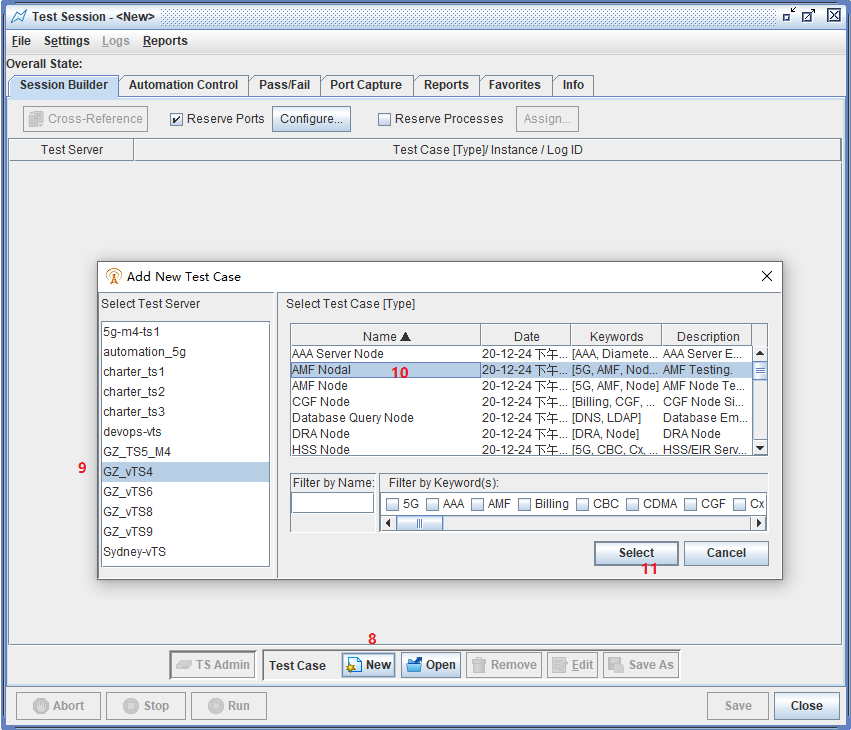 Test Session - <New>
File Settings Logs Reports
Overall State:
Session Builder Automation Control Pass/Fail Port Capture Reports Favorites Info
Cross-Reference Reserve Ports Configure... Reserve Processes Assign...
Test Server Test Case [Type]/ Instance / Log ID
Add New Test Case
Select Test Server
5g-m4-ts1
automation_5g
charter_ts1
charter_ts2
charter_ts3
devops-vts
GZ_TS5_M4
9 GZ_vTS4
GZ_vTS6
GZ_vTS8
GZ_vTS9
Sydney-vTS
Select Test Case [Type]
Name Date Keywords Description
AAA Server Node 20-12-24 下午... [AAA, Diamete... AAA Server E...
AMF Nodal 10 20-12-24 下午... [5G, AMF, Nod... AMF Testing.
AMF Node 20-12-24 下午... [5G, AMF, Node] AMF Node Te...
CGF Node 20-12-24 下午... [Billing, CGF, ... CGF Node Si...
Database Query Node 20-12-24 下午... [DNS, LDAP] Database Em...
DRA Node 20-12-24 下午... [DRA, Node] DRA Node
HSS Node 20-12-24 下午... [5G, CBC, Cx, ... HSS/EIR Serv...
Filter by Name: Filter by Keyword(s):
5G AAA AMF Billing CBC CDMA CGF Cx
Select Cancel
11
8
TS Admin Test Case New Open Remove Edit Save As
Abort Stop Run Save Close